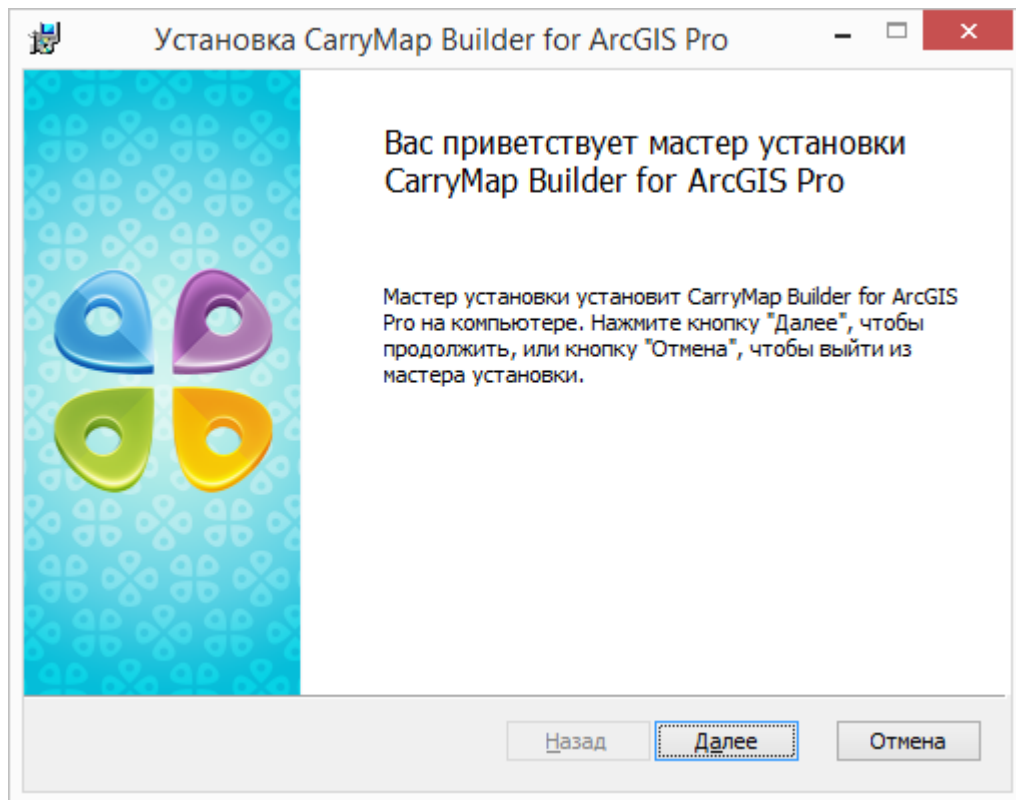 Установка CarryMap Builder for ArcGIS Pro
Вас приветствует мастер установки
CarryMap Builder for ArcGIS Pro
Мастер установки установит CarryMap Builder for ArcGIS
Pro на компьютере. Нажмите кнопку "Далее", чтобы
продолжить, или кнопку "Отмена", чтобы выйти из
мастера установки.
Назад
Далее
Отмена